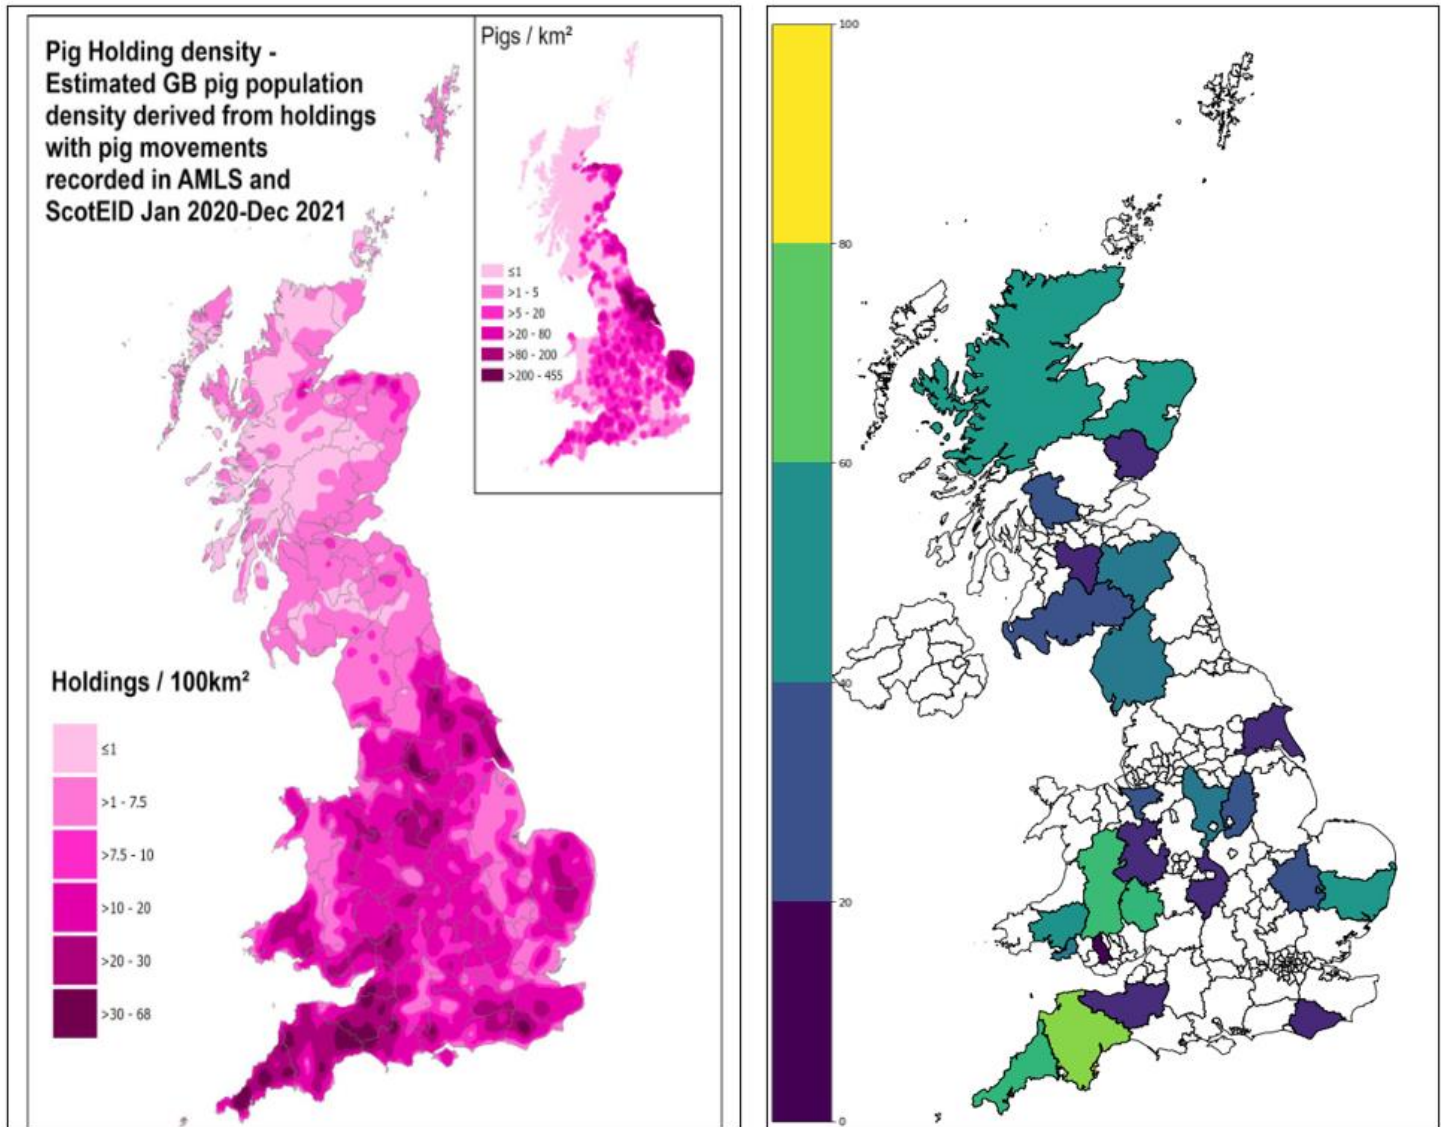 Pig Holding density -
Estimated GB pig population
density derived from holdings
with pig movements
recorded in AMLS and
ScotEID Jan 2020-Dec 2021
Pigs / km²
≤1
>1 - 5
>5 - 20
>20 - 80
>80 - 200
>200 - 455
Holdings / 100km²
≤1
>1 - 7.5
>7.5 - 10
>10 - 20
>20 - 30
>30 - 68
100
80
60
40
20
0